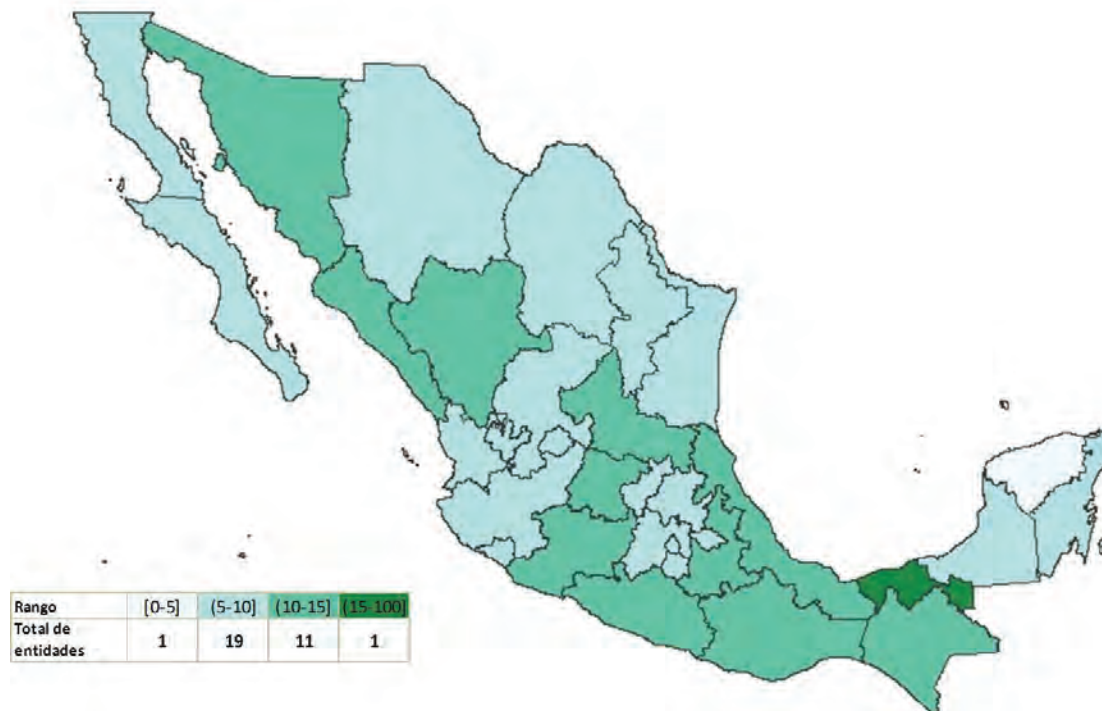 Rango [0-5] (5-10] (10-15] (15-100]
Total de entidades 1 19 11 1